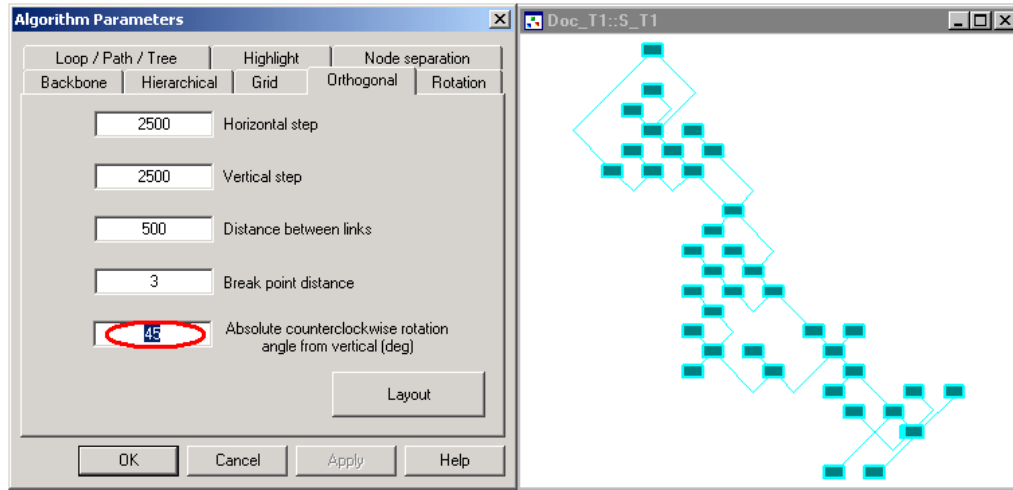 Algorithm Parameters
Loop / Path / Tree
Highlight
Node separation
Backbone
Hierarchical
Grid
Orthogonal
Rotation
2500
Horizontal step
2500
Vertical step
500
Distance between links
3
Break point distance
45
Absolute counterclockwise rotation
angle from vertical (deg)
Layout
OK
Cancel
Apply
Help
Doc_T1::S_T1